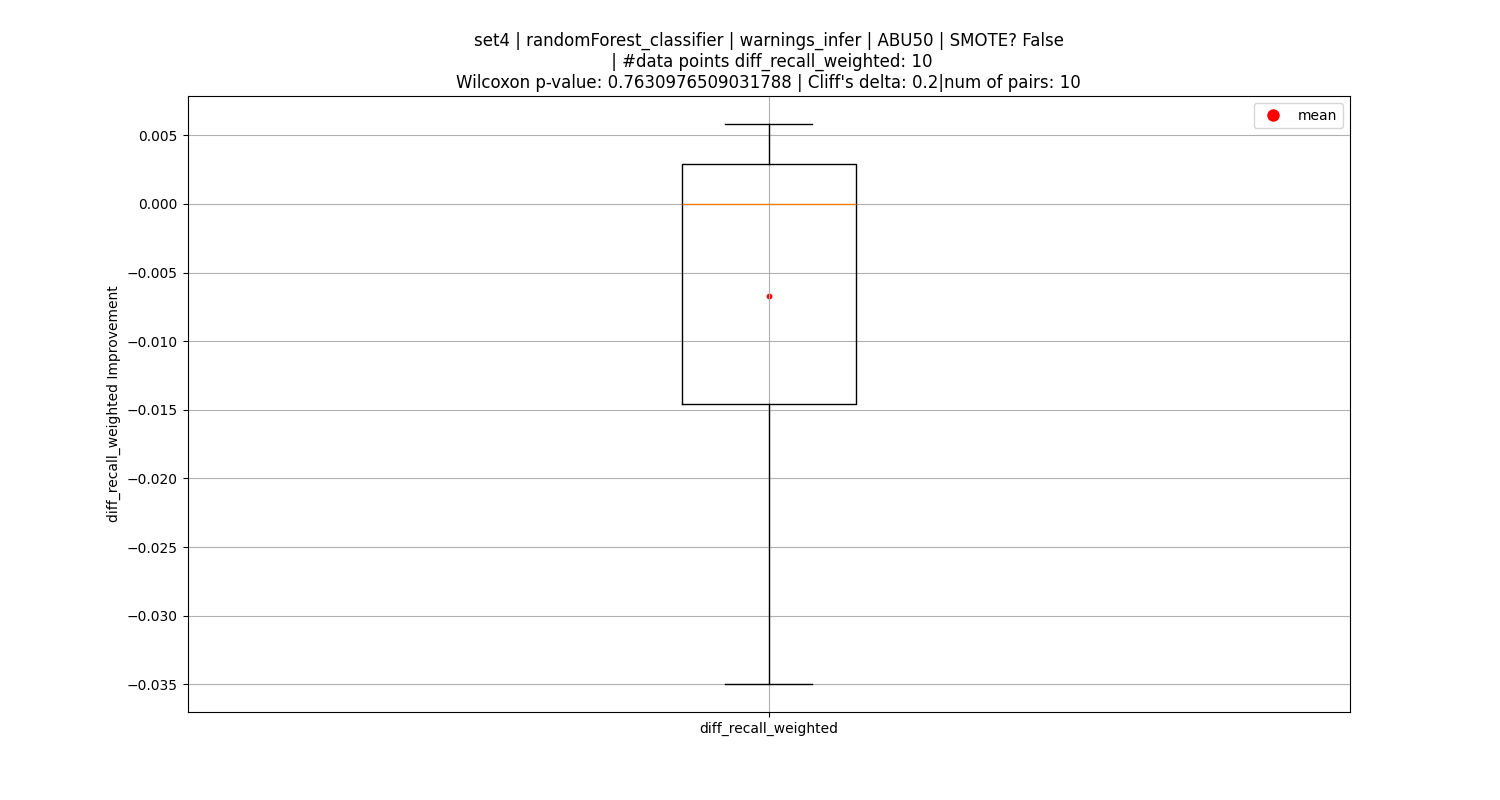 set4 | randomForest_classifier | warnings_infer | ABU50 | SMOTE? False
| #data points diff_recall_weighted: 10
Wilcoxon p-value: 0.7630976509031788 | Cliff's delta: 0.2|num of pairs: 10
mean
0.005
0.000
−0.005
−0.010
−0.015
−0.020
−0.025
−0.030
−0.035
diff_recall_weighted Improvement
diff_recall_weighted